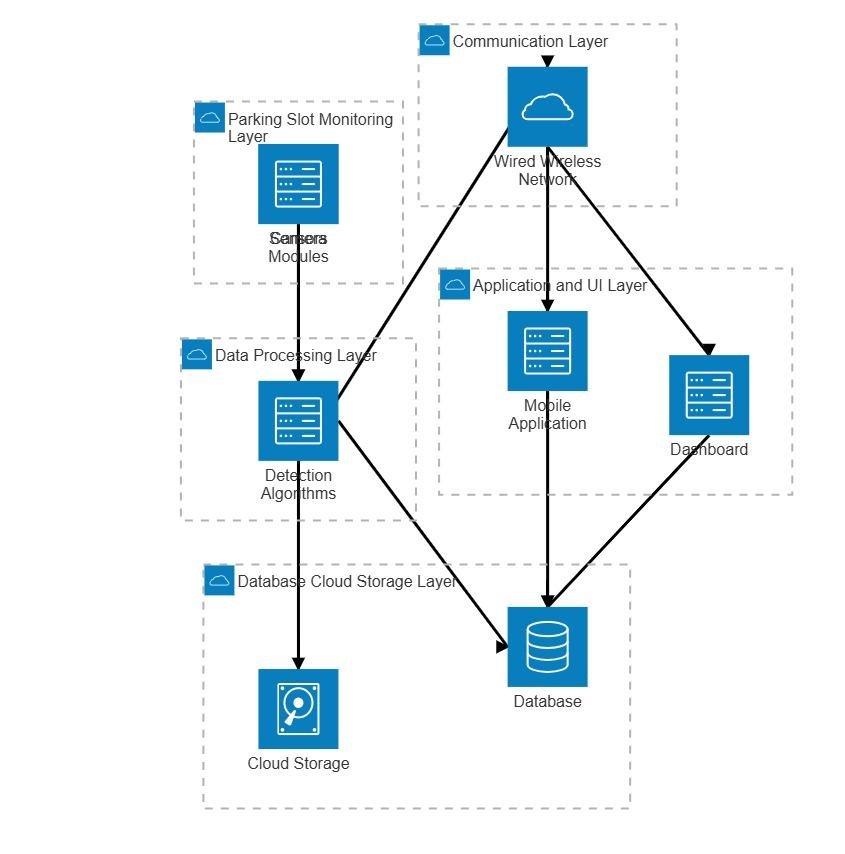 Communication Layer
Wired Wireless
Network
Parking Slot Monitoring
Layer
Modules
Application and UI Layer
Mobile
Application
Dashboard
Data Processing Layer
Detection
Algorithms
Database Cloud Storage Layer
Database
Cloud Storage